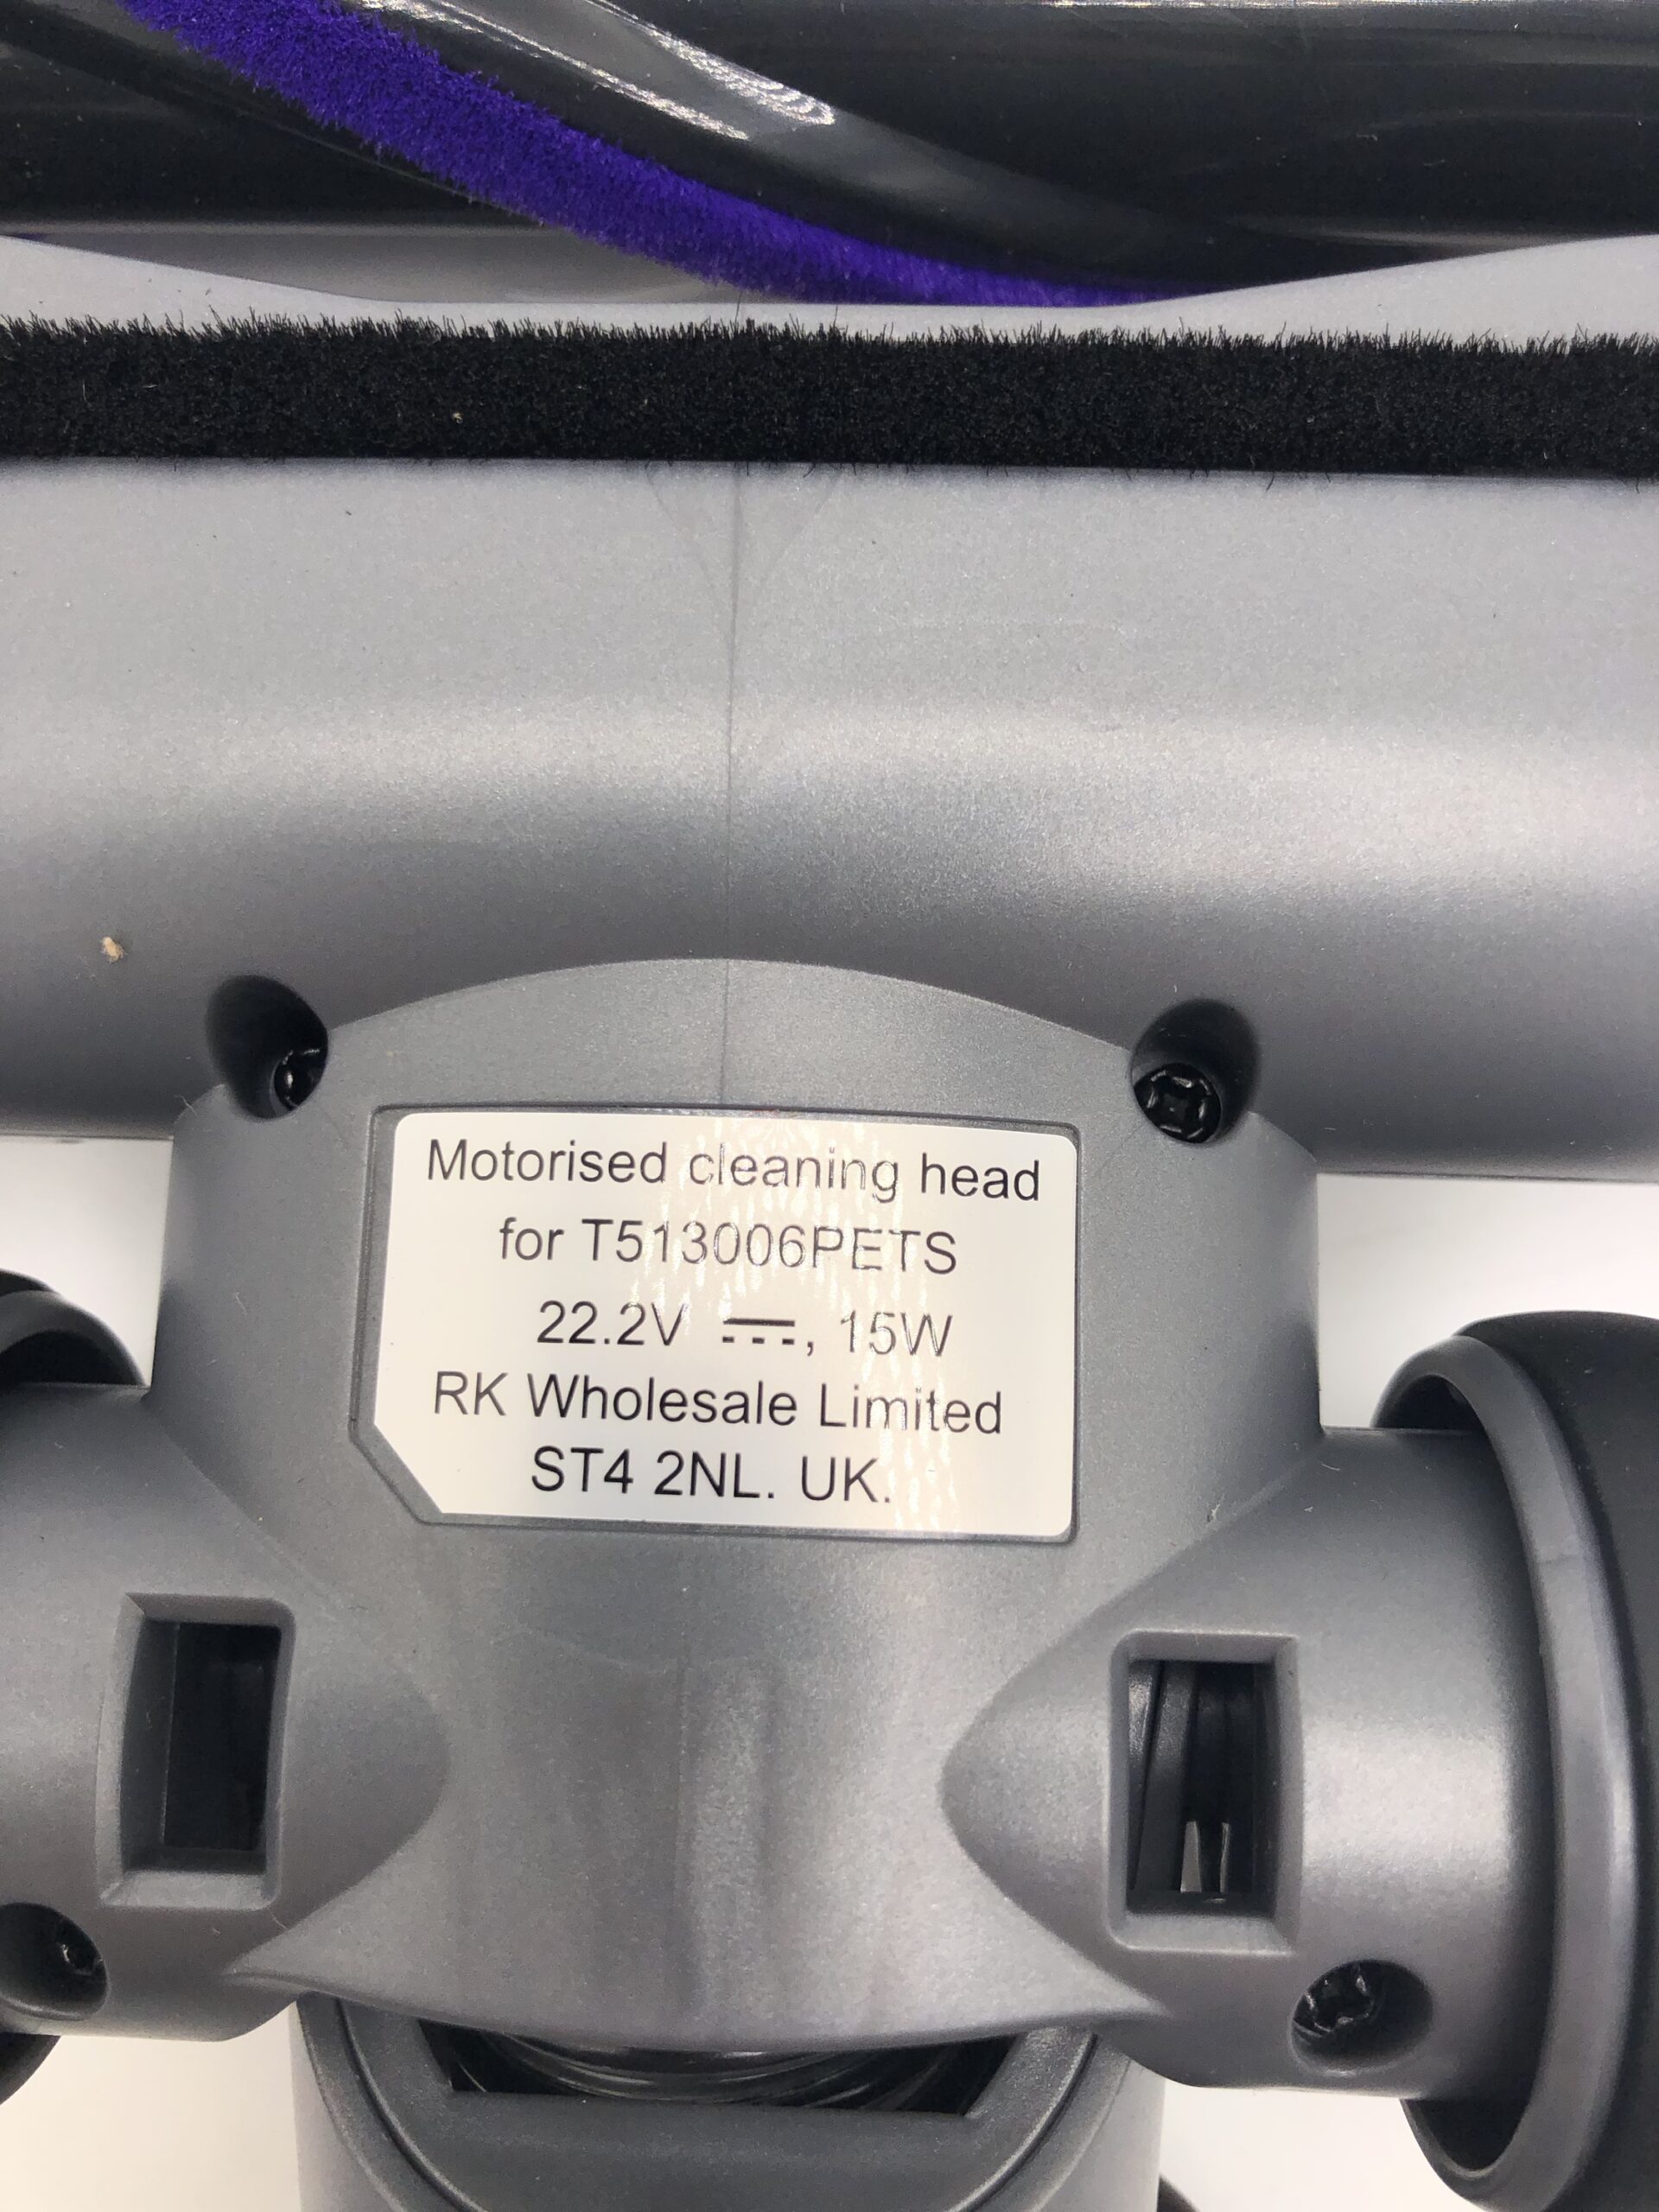 Motorised cleaning head
for T513006PETS
22.2V ⎓, 15W
RK Wholesale Limited
ST4 2NL. UK.